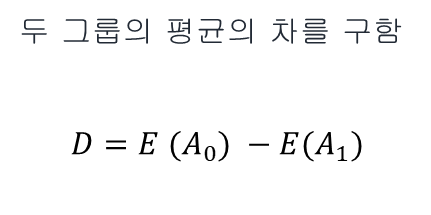 두 그룹의 평균의 차를 구함
D = E (A₀) − E(A₁)